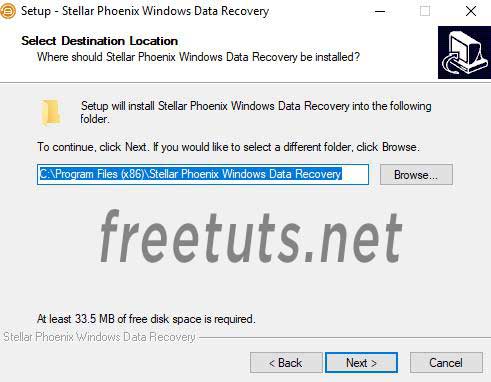 Setup - Stellar Phoenix Windows Data Recovery
Select Destination Location
Where should Stellar Phoenix Windows Data Recovery be installed?
Setup will install Stellar Phoenix Windows Data Recovery into the following
folder.
To continue, click Next. If you would like to select a different folder, click Browse.
C:\Program Files (x86)\Stellar Phoenix Windows Data Recovery
Browse...
freetuts.net
At least 33.5 MB of free disk space is required.
Stellar Phoenix Windows Data Recovery
< Back
Next >
Cancel